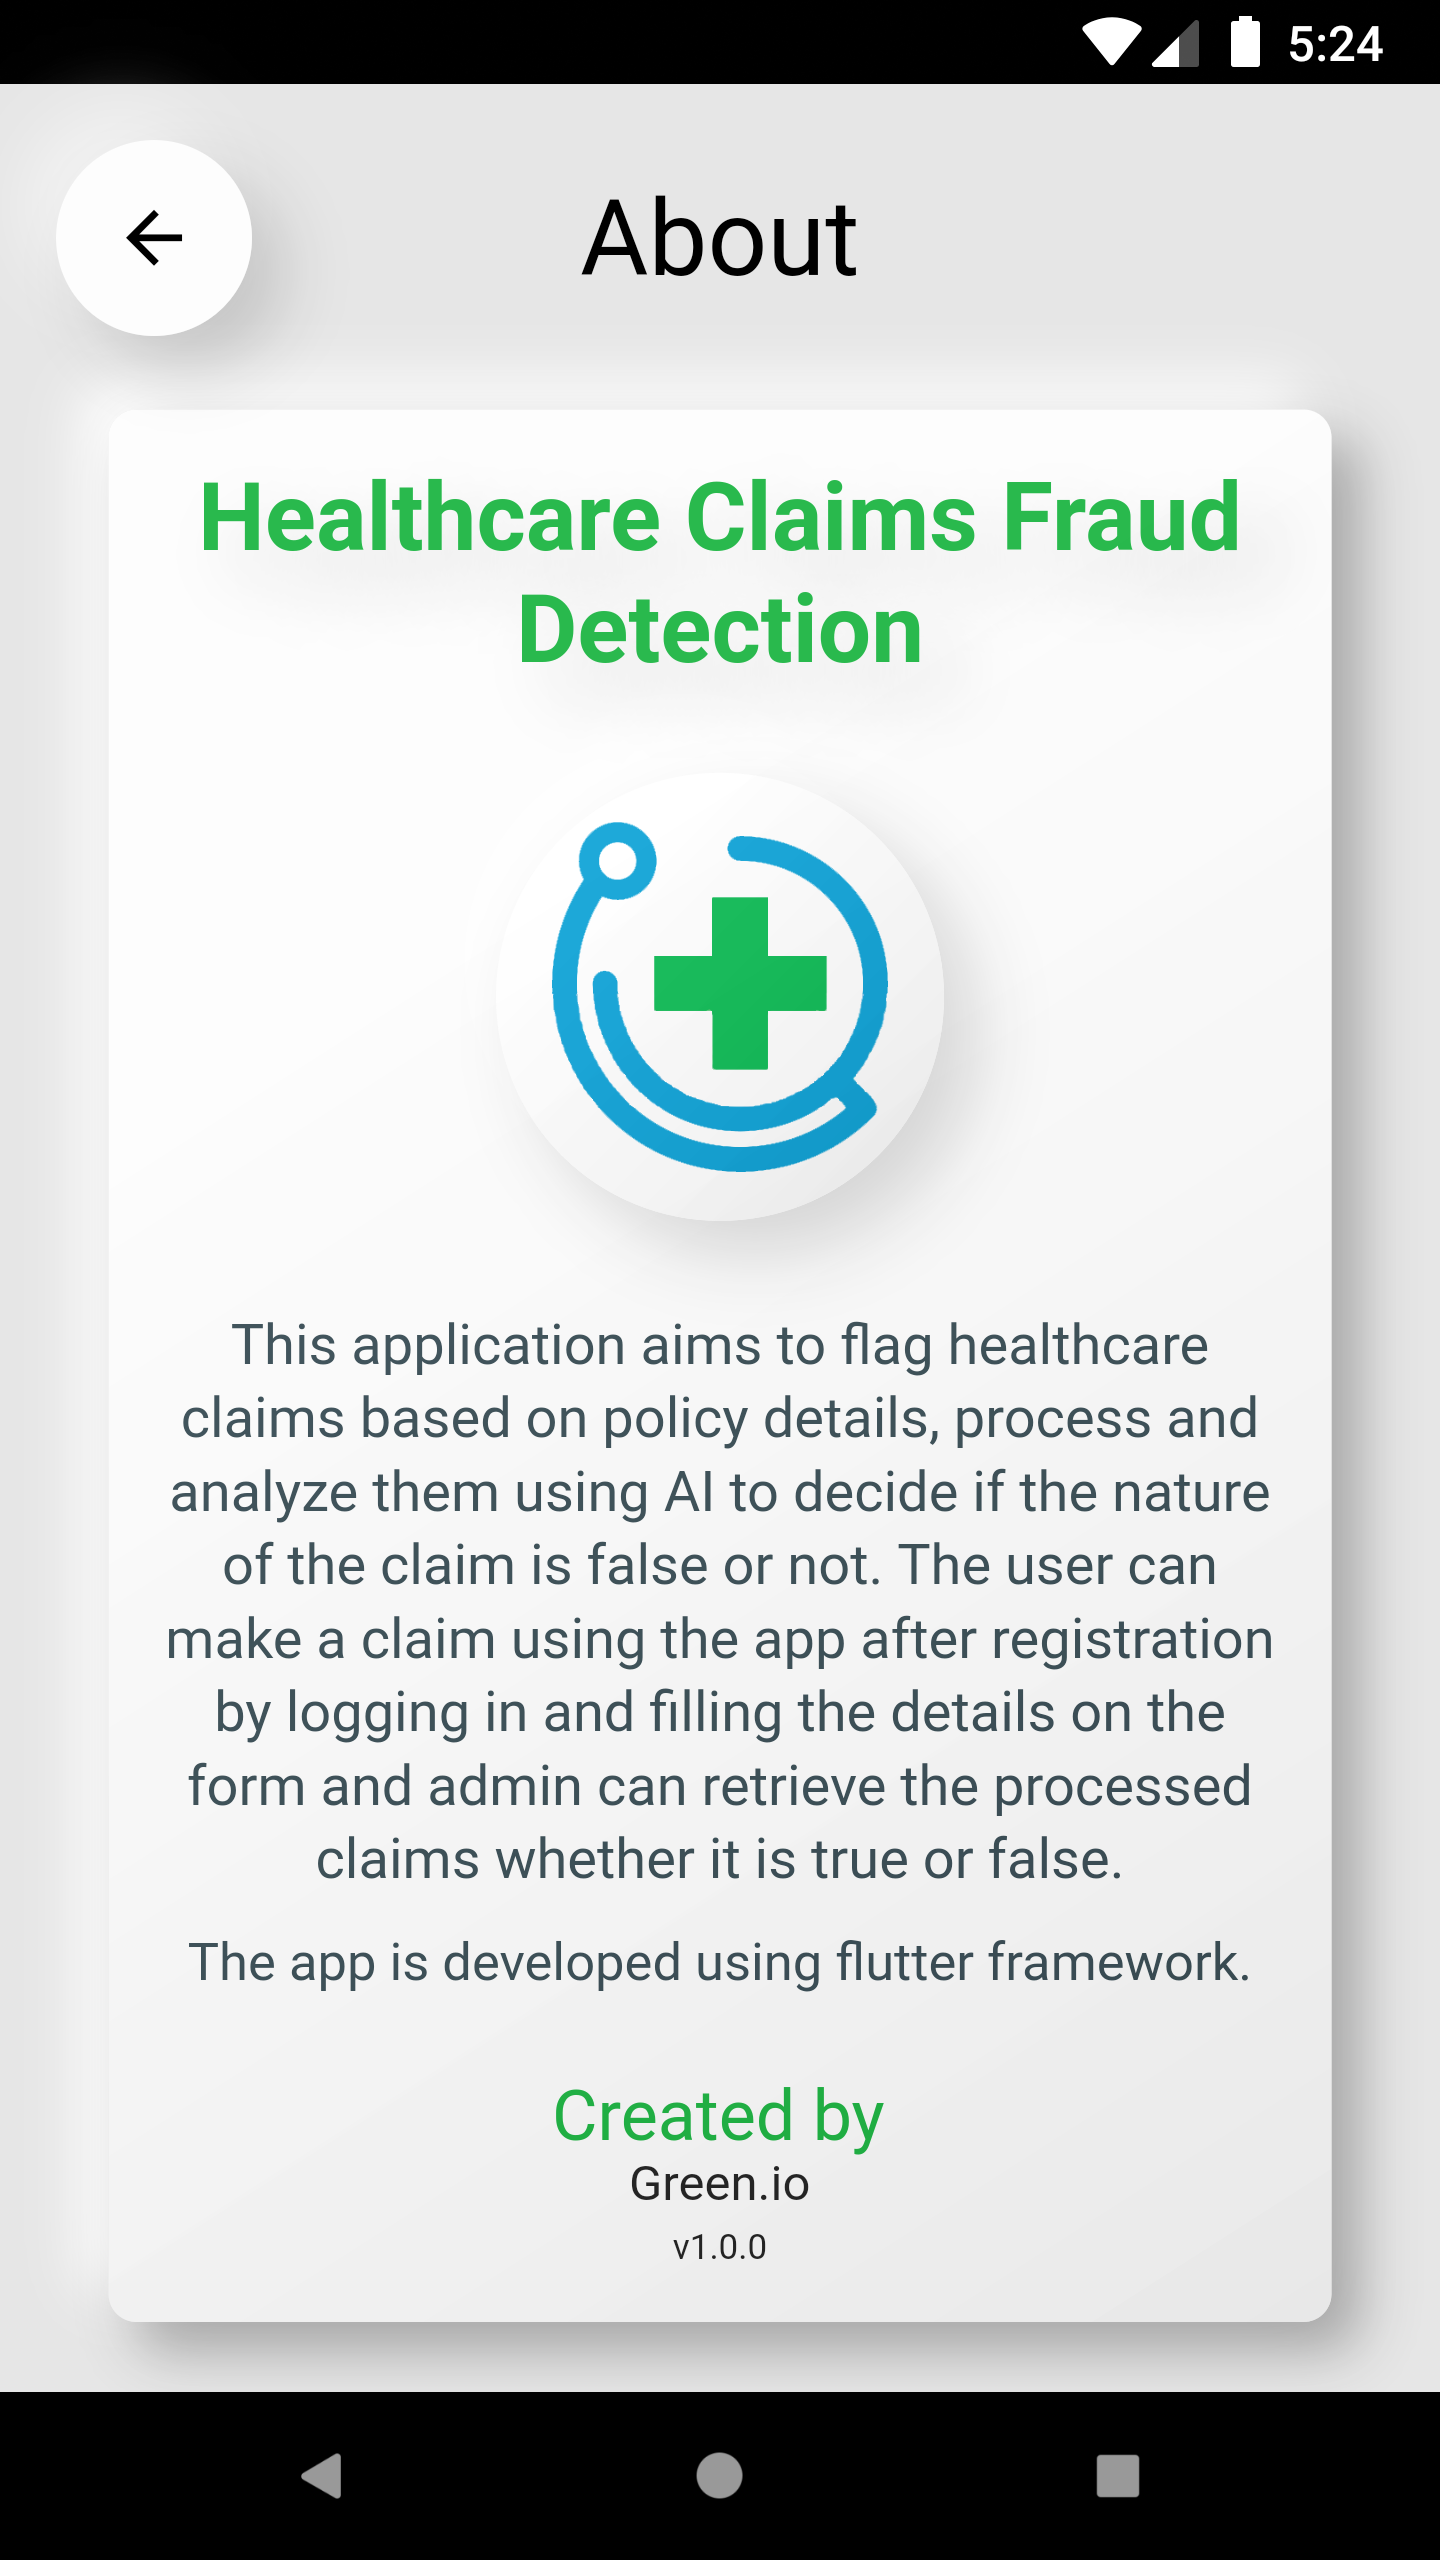 5:24
About
Healthcare Claims Fraud
Detection
This application aims to flag healthcare
claims based on policy details, process and
analyze them using AI to decide if the nature
of the claim is false or not. The user can
make a claim using the app after registration
by logging in and filling the details on the
form and admin can retrieve the processed
claims whether it is true or false.
The app is developed using flutter framework.
Created by
Green.io
v1.0.0